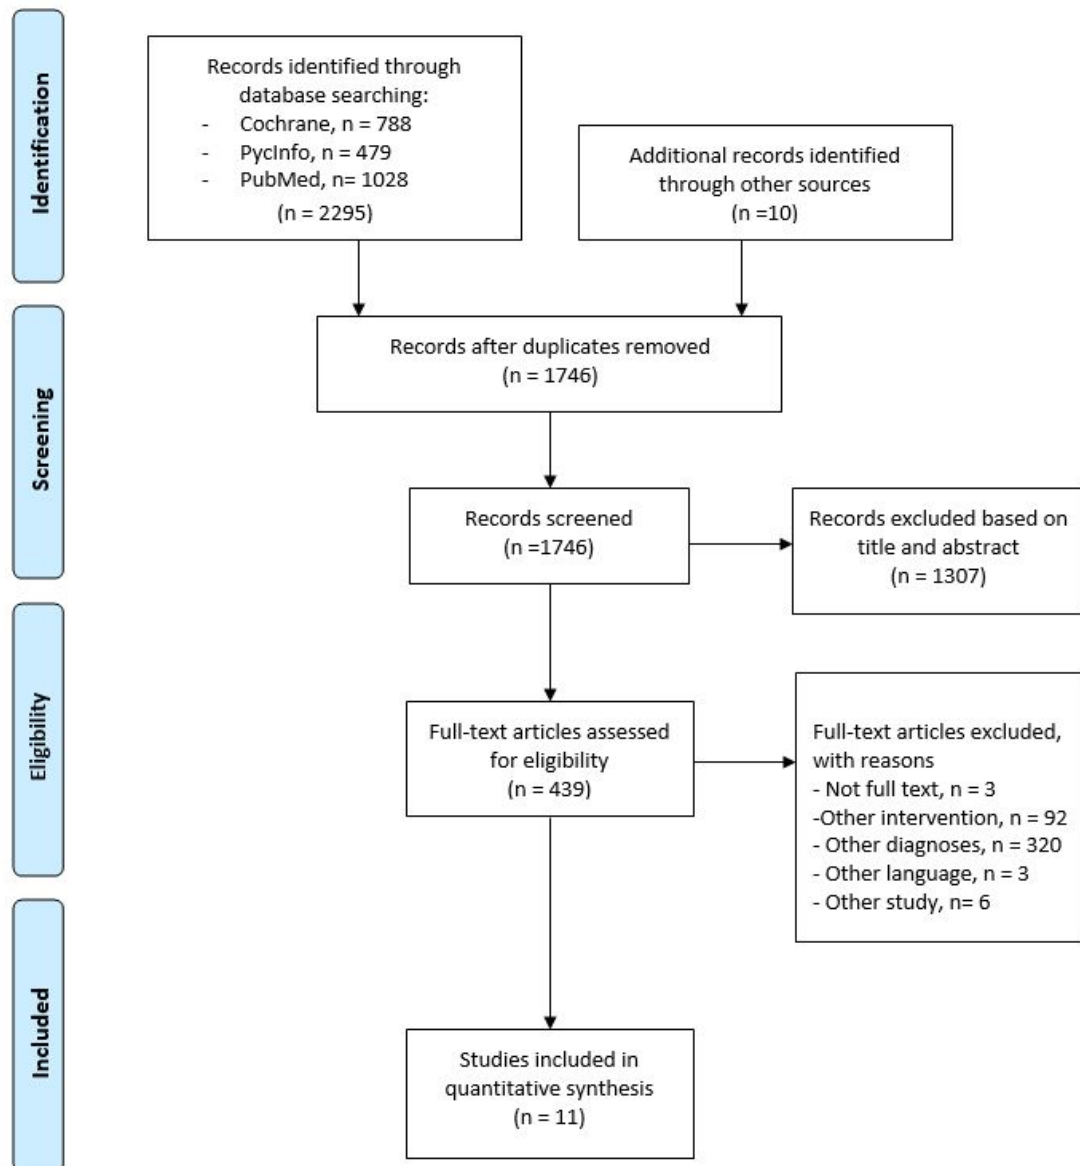 Identification
Records identified through
database searching:
- Cochrane, n = 788
- PycInfo, n = 479
- PubMed, n= 1028
(n = 2295)
Additional records identified
through other sources
(n =10)
Screening
Records after duplicates removed
(n = 1746)
Records screened
(n =1746)
Records excluded based on
title and abstract
(n = 1307)
Eligibility
Full-text articles assessed
for eligibility
(n = 439)
Full-text articles excluded,
with reasons
- Not full text, n = 3
-Other intervention, n = 92
- Other diagnoses, n = 320
- Other language, n = 3
- Other study, n= 6
Included
Studies included in
quantitative synthesis
(n = 11)